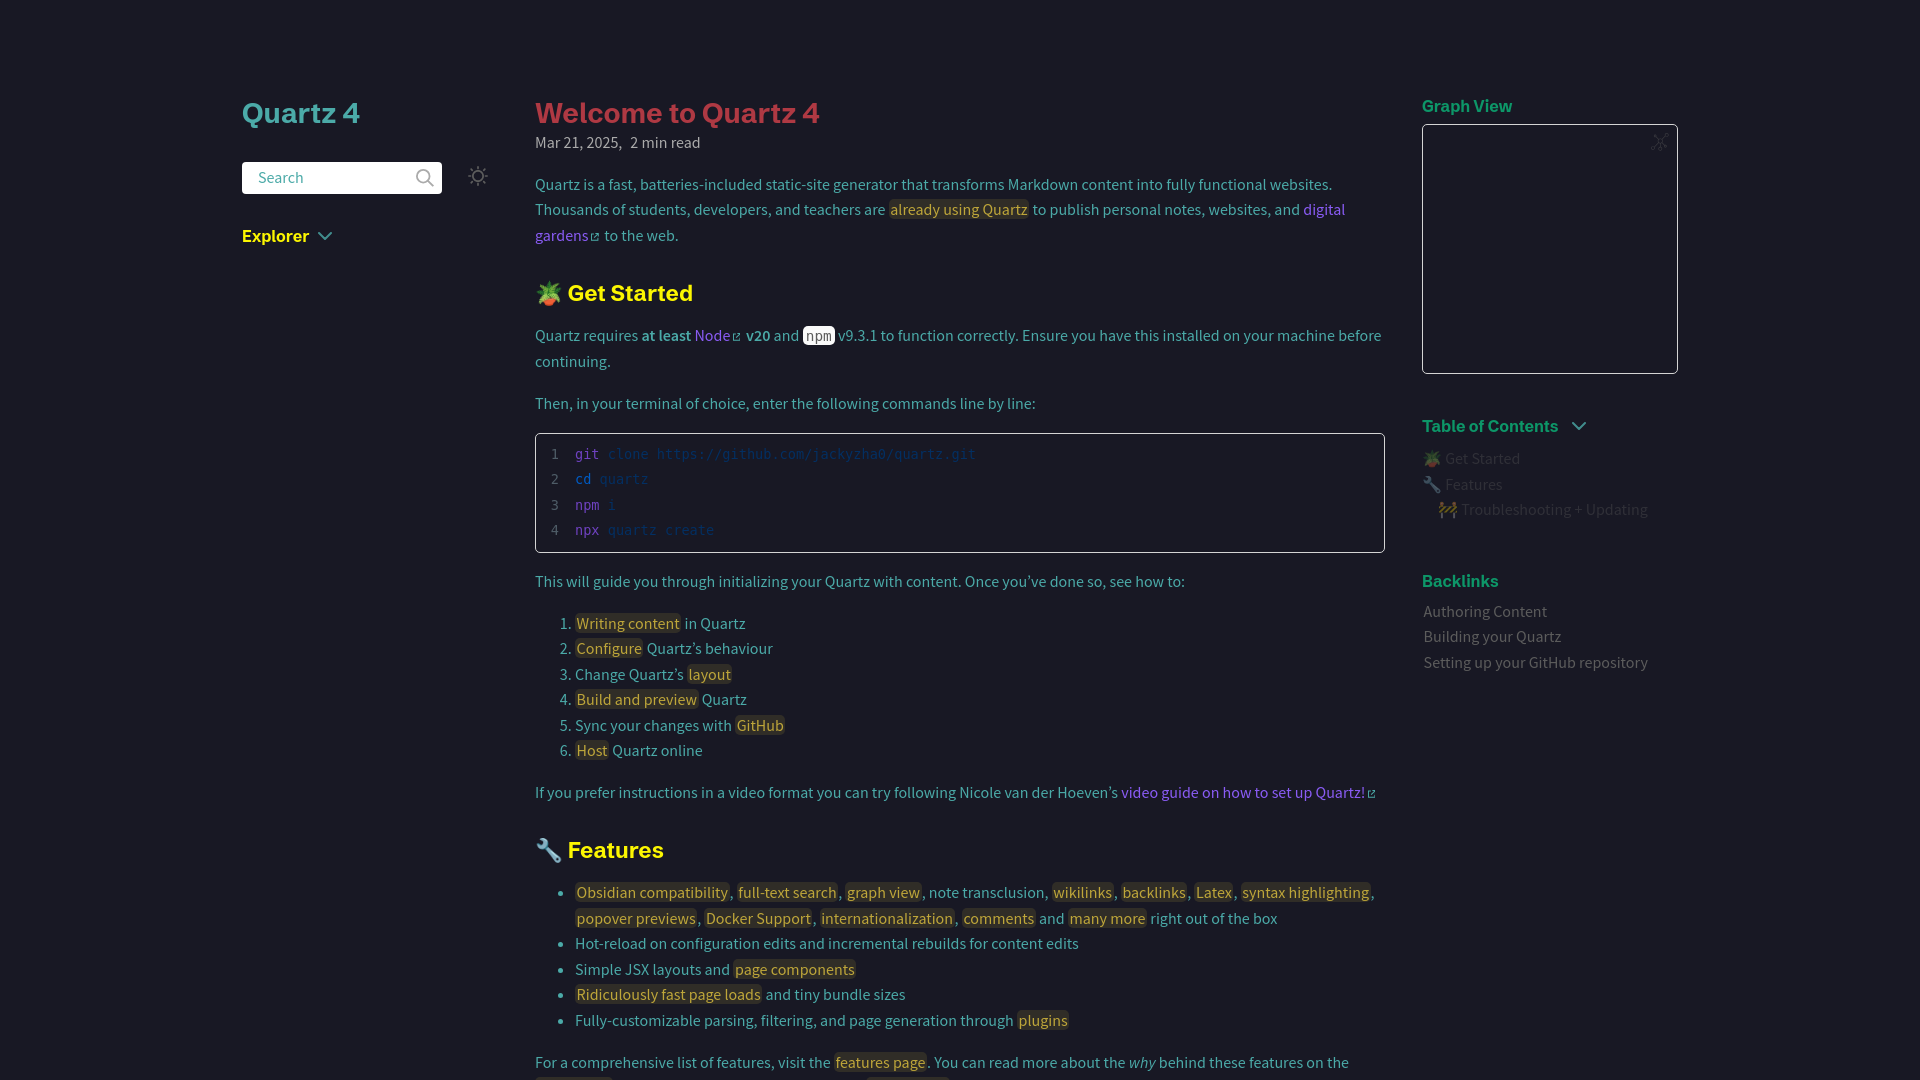 Quartz 4
Search
Explorer
Welcome to Quartz 4
Mar 21, 2025, 2 min read
Quartz is a fast, batteries-included static-site generator that transforms Markdown content into fully functional websites.
Thousands of students, developers, and teachers are already using Quartz to publish personal notes, websites, and digital
gardens to the web.
🪴 Get Started
Quartz requires at least Node v20 and npm v9.3.1 to function correctly. Ensure you have this installed on your machine before
continuing.
Then, in your terminal of choice, enter the following commands line by line:
1 git clone https://github.com/jackyzha0/quartz.git
2 cd quartz
3 npm i
4 npx quartz create
This will guide you through initializing your Quartz with content. Once you’ve done so, see how to:
1. Writing content in Quartz
2. Configure Quartz’s behaviour
3. Change Quartz’s layout
4. Build and preview Quartz
5. Sync your changes with GitHub
6. Host Quartz online
If you prefer instructions in a video format you can try following Nicole van der Hoeven’s video guide on how to set up Quartz!
🔧 Features
• Obsidian compatibility, full-text search, graph view, note transclusion, wikilinks, backlinks, Latex, syntax highlighting,
popover previews, Docker Support, internationalization, comments and many more right out of the box
• Hot-reload on configuration edits and incremental rebuilds for content edits
• Simple JSX layouts and page components
• Ridiculously fast page loads and tiny bundle sizes
• Fully-customizable parsing, filtering, and page generation through plugins
For a comprehensive list of features, visit the features page. You can read more about the why behind these features on the
Graph View
Table of Contents
🪴 Get Started
🔧 Features
🚧 Troubleshooting + Updating
Backlinks
Authoring Content
Building your Quartz
Setting up your GitHub repository